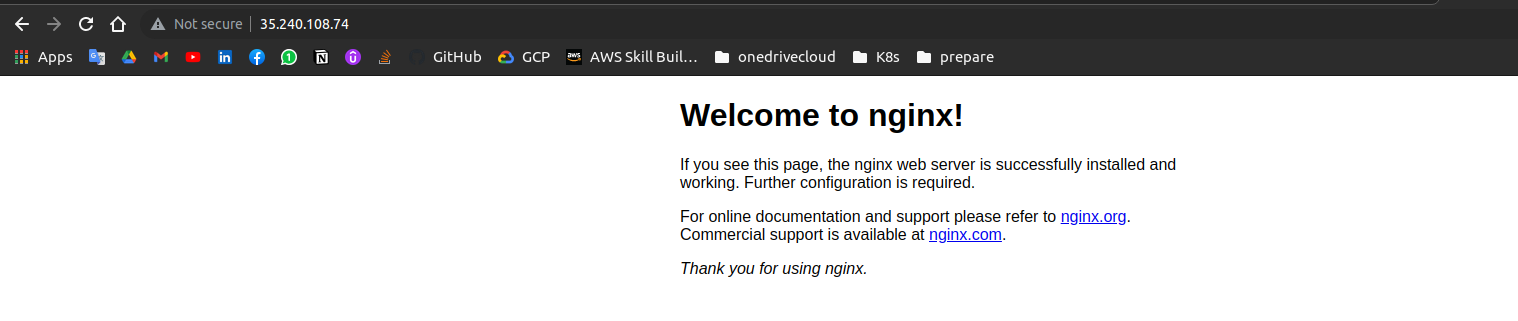 Not secure 35.240.108.74
Apps GitHub GCP aws AWS Skill Buil... onedrivecloud K8s prepare
Welcome to nginx!
If you see this page, the nginx web server is successfully installed and
working. Further configuration is required.
For online documentation and support please refer to nginx.org.
Commercial support is available at nginx.com.
Thank you for using nginx.